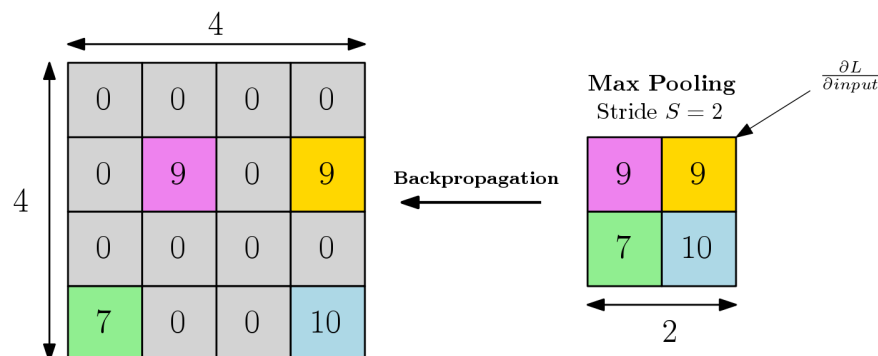 4
∂L
∂input
Max Pooling
Stride S = 2
0 0 0 0
0 9 0 9
4
Backpropagation
9 9
0 0 0 0
7 10
7 0 0 10
2